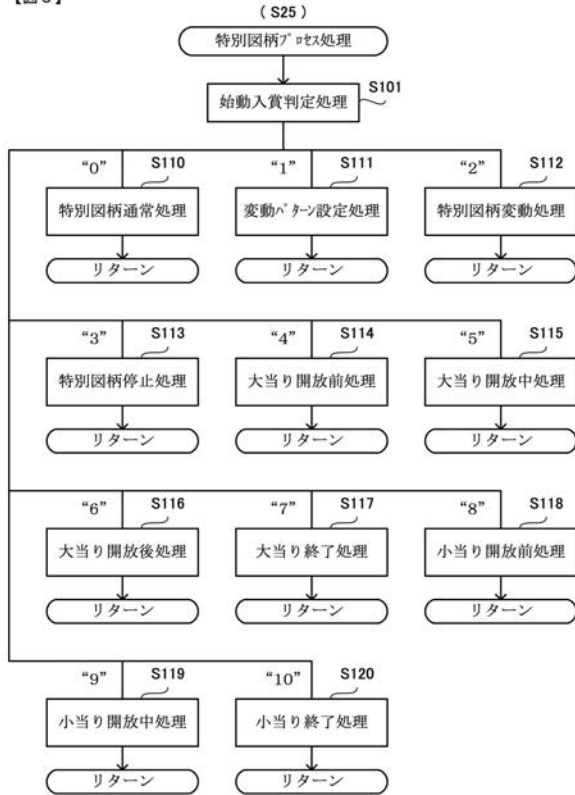 (S25)
特別図柄プロセス処理
始動入賞判定処理 S101
“0” S110 “1” S111 “2” S112
特別図柄通常処理 変動パターン設定処理 特別図柄変動処理
リターン リターン リターン
“3” S113 “4” S114 “5” S115
特別図柄停止処理 大当り開放前処理 大当り開放中処理
リターン リターン リターン
“6” S116 “7” S117 “8” S118
大当り開放後処理 大当り終了処理 小当り開放前処理
リターン リターン リターン
“9” S119 “10” S120
小当り開放中処理 小当り終了処理
リターン リターン